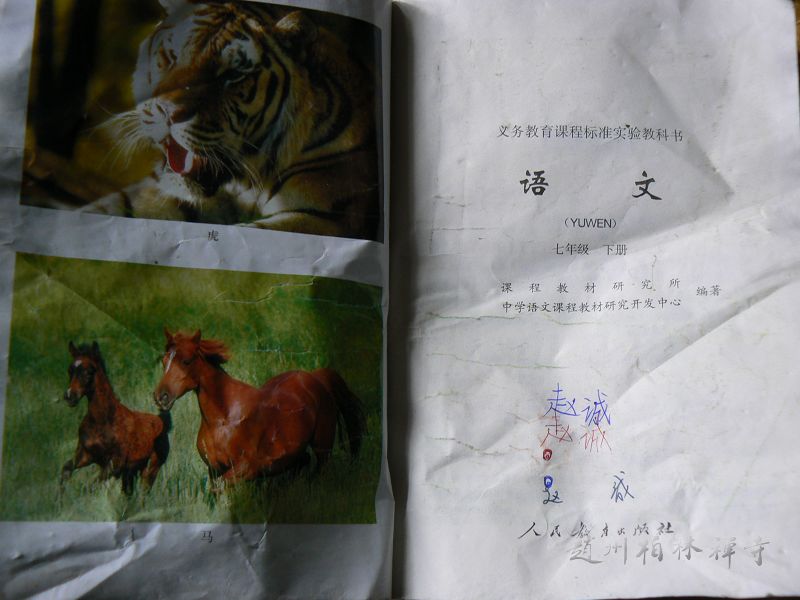 虎
马
义务教育课程标准实验教科书
语文
(YUWEN)
七年级 下册
课程教材研究所
中学语文课程教材研究开发中心
编著
赵诚
赵诚
人民教育出版社
趙州柏林禅寺